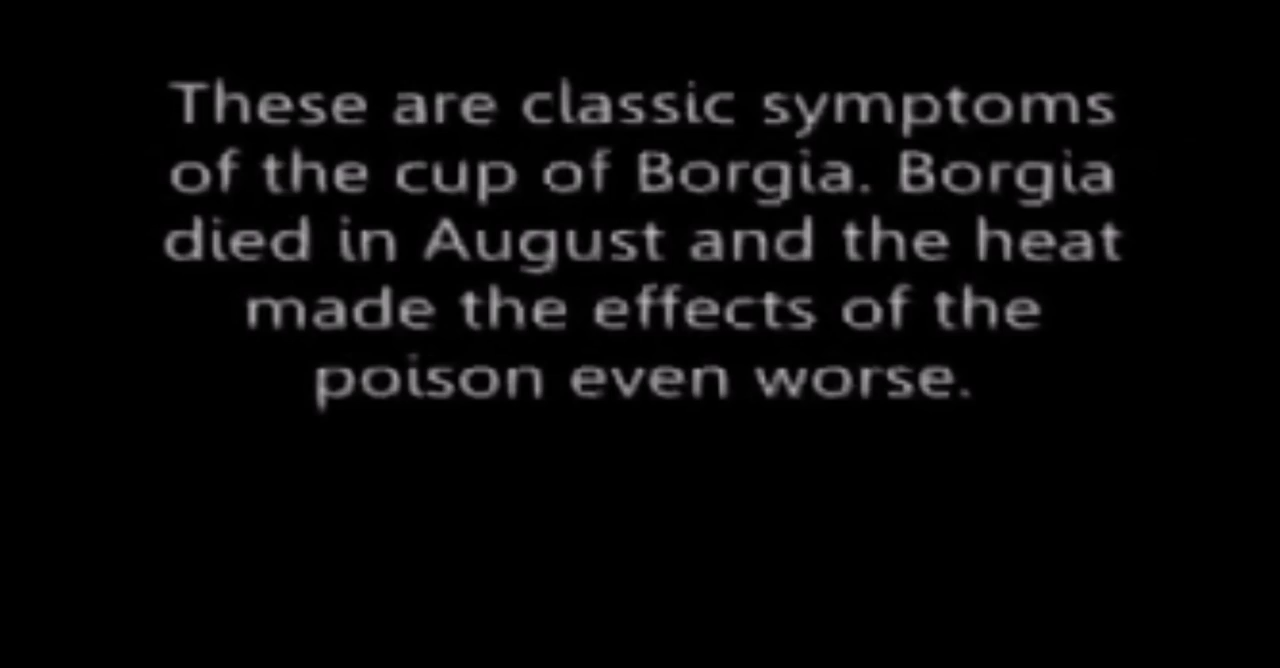 These are classic symptoms
of the cup of Borgia. Borgia
died in August and the heat
made the effects of the
poison even worse.